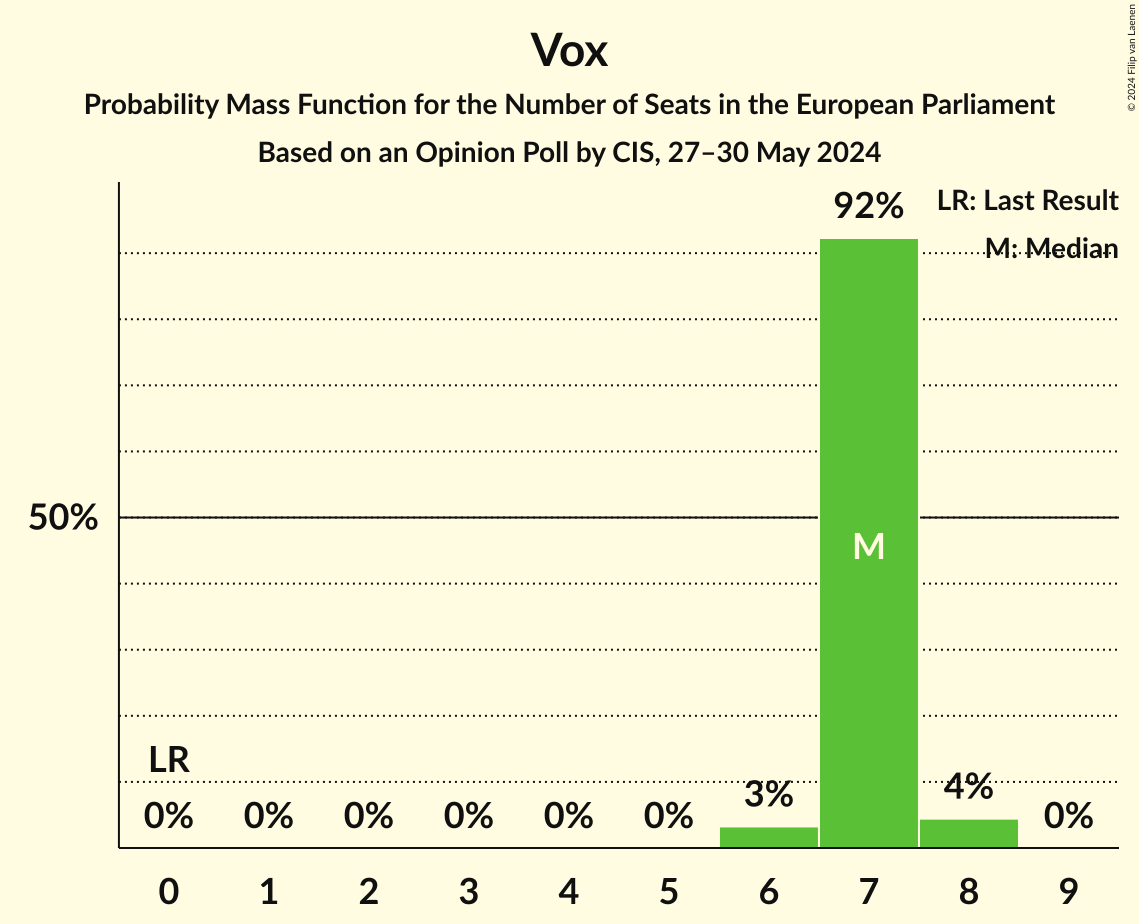 Vox
Probability Mass Function for the Number of Seats in the European Parliament
Based on an Opinion Poll by CIS, 27–30 May 2024
© 2024 Filip van Laenen
LR: Last Result
M: Median
92%
50%
M
LR
0% 0% 0% 0% 0% 0% 3% 4% 0%
0 1 2 3 4 5 6 7 8 9